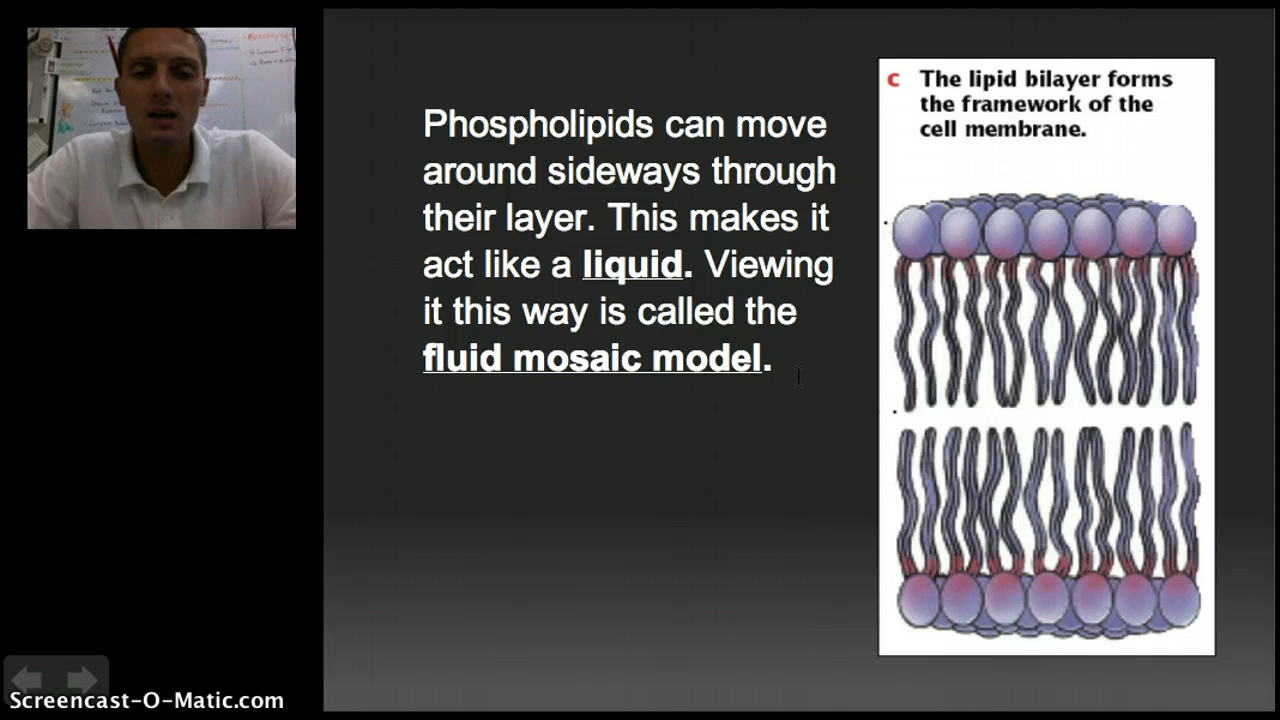 Phospholipids can move
around sideways through
their layer. This makes it
act like a liquid. Viewing
it this way is called the
fluid mosaic model.
c The lipid bilayer forms
the framework of the
cell membrane.
Screencast-O-Matic.com